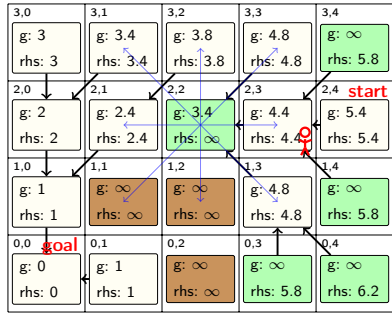 3,0 3,1 3,2 3,3 3,4
g: 3 g: 3.4 g: 3.8 g: 4.8 g: ∞
rhs: 3 rhs: 3.4 rhs: 3.8 rhs: 4.8 rhs: 5.8
2,0 2,1 2,2 2,3 2,4 start
g: 2 g: 2.4 g: 3.4 g: 4.4 g: 5.4
rhs: 2 rhs: 2.4 rhs: ∞ rhs: 4.4 rhs: 5.4
1,0 1,1 1,2 1,3 1,4
g: 1 g: ∞ g: ∞ g: 4.8 g: ∞
rhs: 1 rhs: ∞ rhs: ∞ rhs: 4.8 rhs: 5.8
0,0 goal 0,1 0,2 0,3 0,4
g: 0 g: 1 g: ∞ g: ∞ g: ∞
rhs: 0 rhs: 1 rhs: ∞ rhs: 5.8 rhs: 6.2